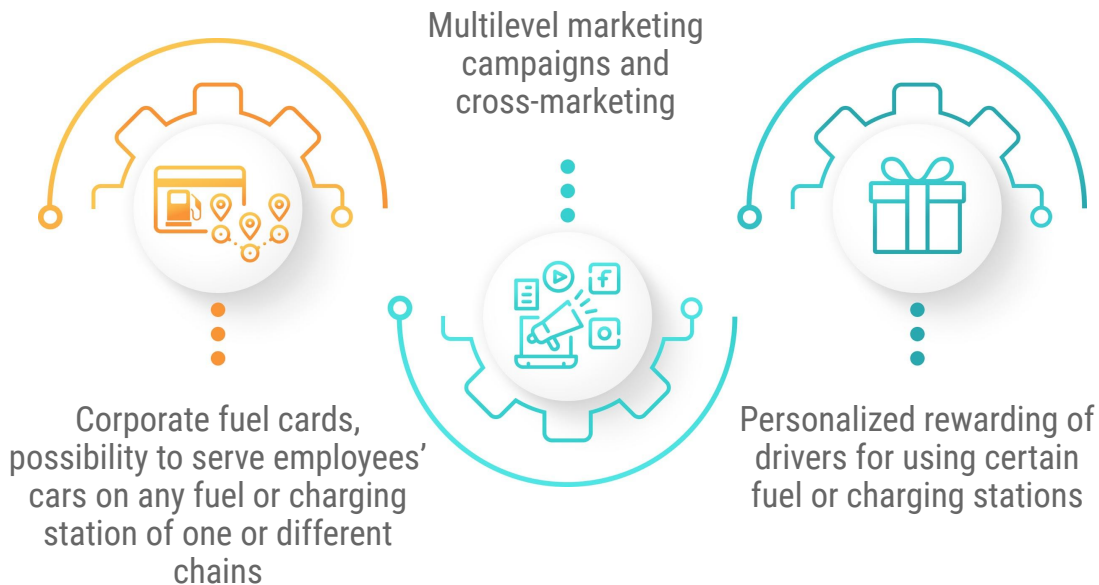 Multilevel marketing
campaigns and
cross-marketing
Corporate fuel cards,
possibility to serve employees’
cars on any fuel or charging
station of one or different
chains
Personalized rewarding of
drivers for using certain
fuel or charging stations